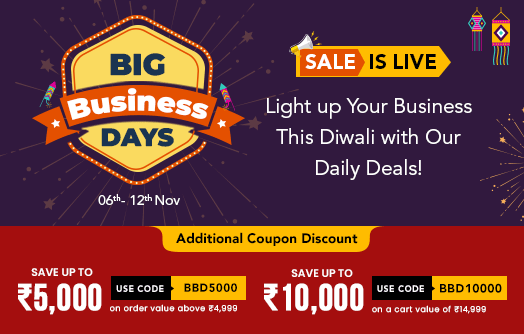 BIG
Business
DAYS
06th- 12th Nov
SALE IS LIVE
Light up Your Business
This Diwali with Our
Daily Deals!
Additional Coupon Discount
SAVE UP TO
₹5,000
USE CODE BBD5000
on order value above ₹4,999
SAVE UP TO
₹10,000
USE CODE BBD10000
on a cart value of ₹14,999